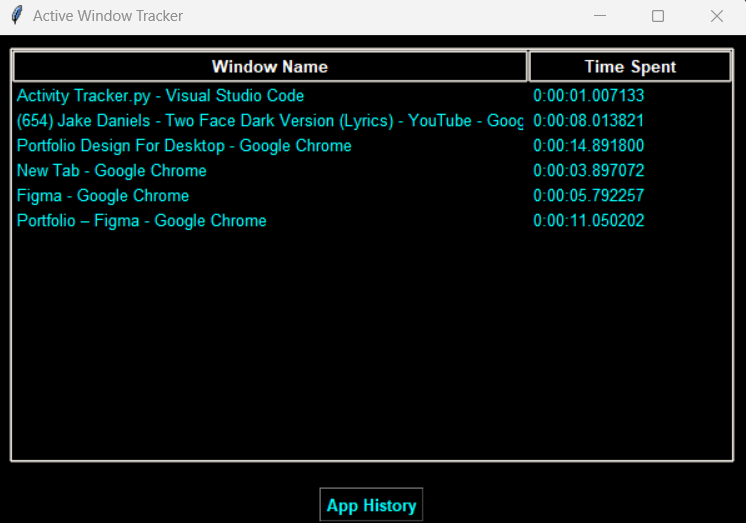 Active Window Tracker
Window Name Time Spent
Activity Tracker.py - Visual Studio Code 0:00:01.007133
(654) Jake Daniels - Two Face Dark Version (Lyrics) - YouTube - Goog 0:00:08.013821
Portfolio Design For Desktop - Google Chrome 0:00:14.891800
New Tab - Google Chrome 0:00:03.897072
Figma - Google Chrome 0:00:05.792257
Portfolio – Figma - Google Chrome 0:00:11.050202
App History